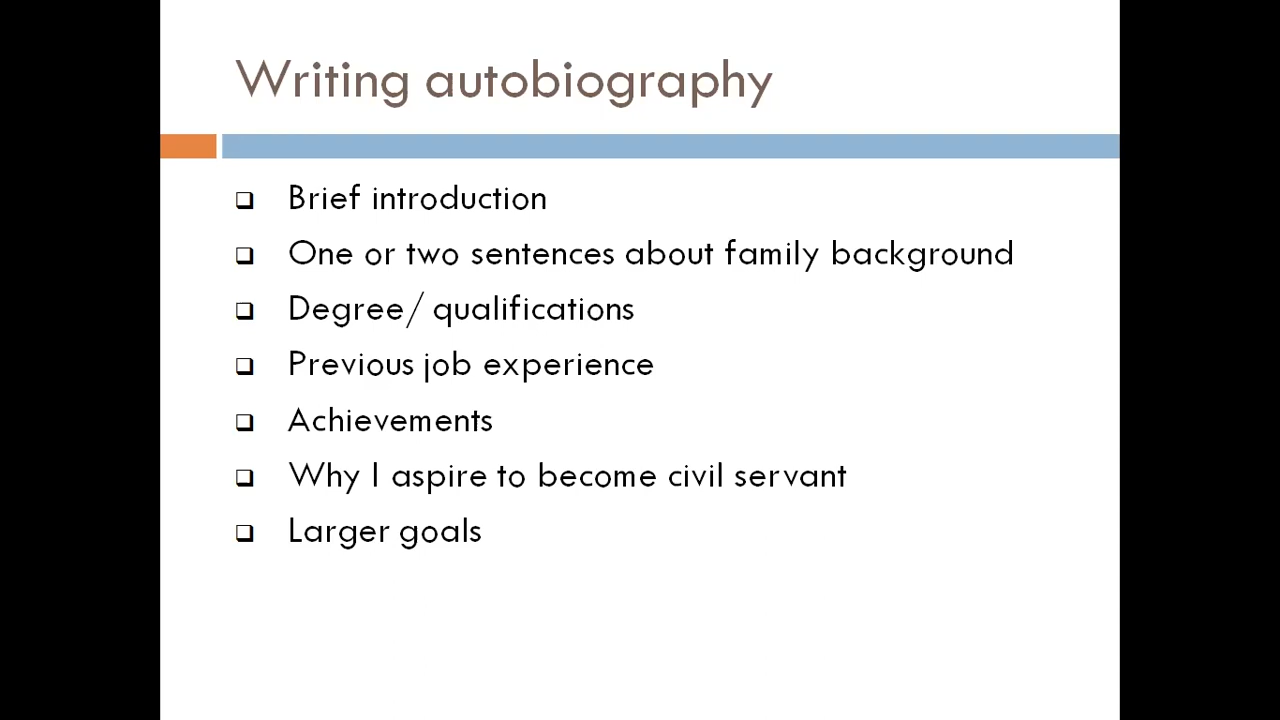 Writing autobiography
Brief introduction
One or two sentences about family background
Degree/ qualifications
Previous job experience
Achievements
Why I aspire to become civil servant
Larger goals